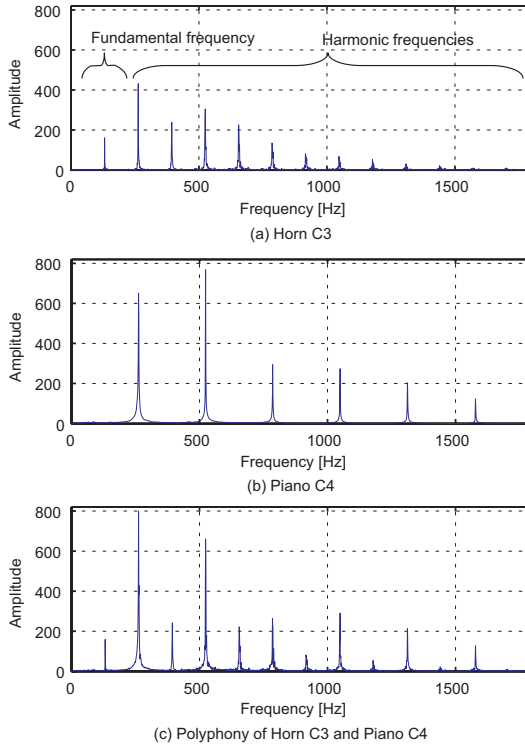 800
Fundamental frequency
Harmonic frequencies
600
400
200
0
Amplitude
0
500
1000
1500
Frequency [Hz]
(a) Horn C3
800
600
400
200
0
Amplitude
0
500
1000
1500
Frequency [Hz]
(b) Piano C4
800
600
400
200
0
Amplitude
0
500
1000
1500
Frequency [Hz]
(c) Polyphony of Horn C3 and Piano C4